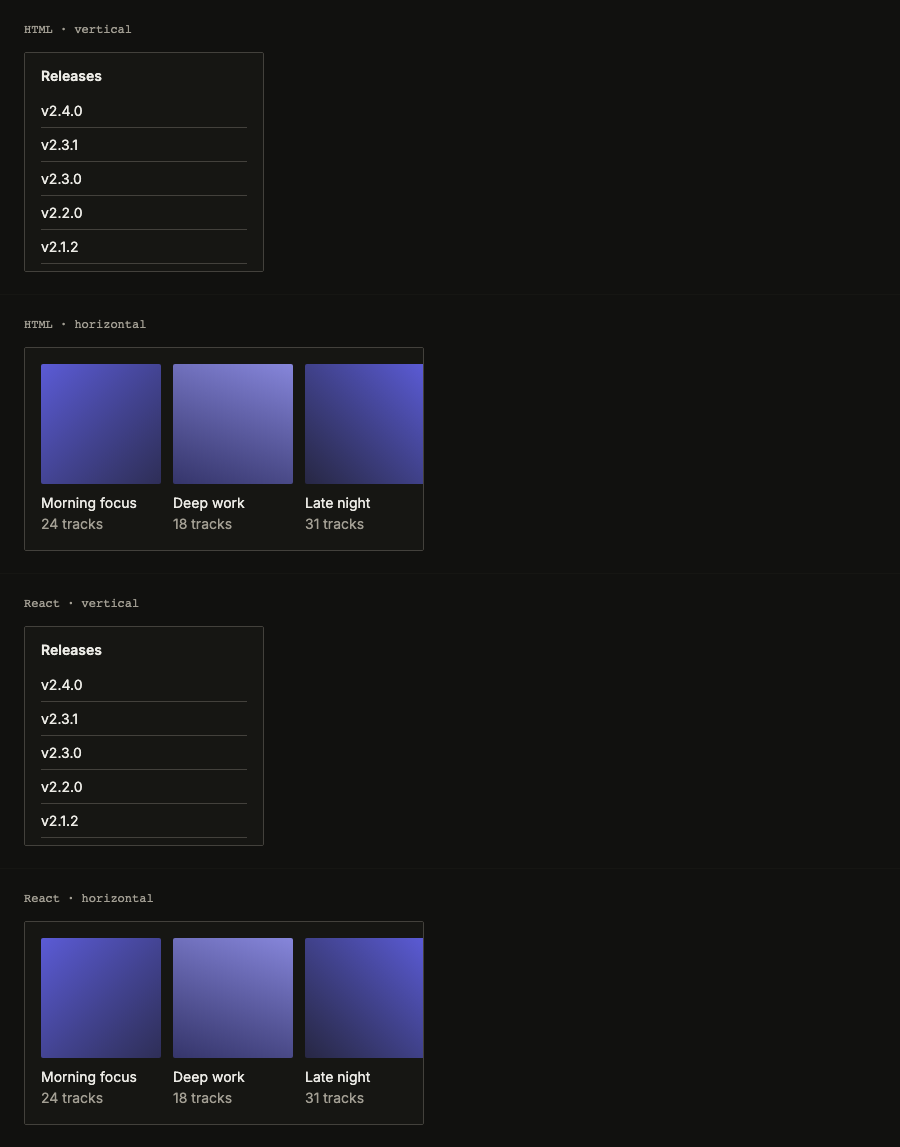 HTML · vertical
Releases
v2.4.0
v2.3.1
v2.3.0
v2.2.0
v2.1.2
HTML · horizontal
Morning focus
24 tracks
Deep work
18 tracks
Late night
31 tracks
React · vertical
Releases
v2.4.0
v2.3.1
v2.3.0
v2.2.0
v2.1.2
React · horizontal
Morning focus
24 tracks
Deep work
18 tracks
Late night
31 tracks